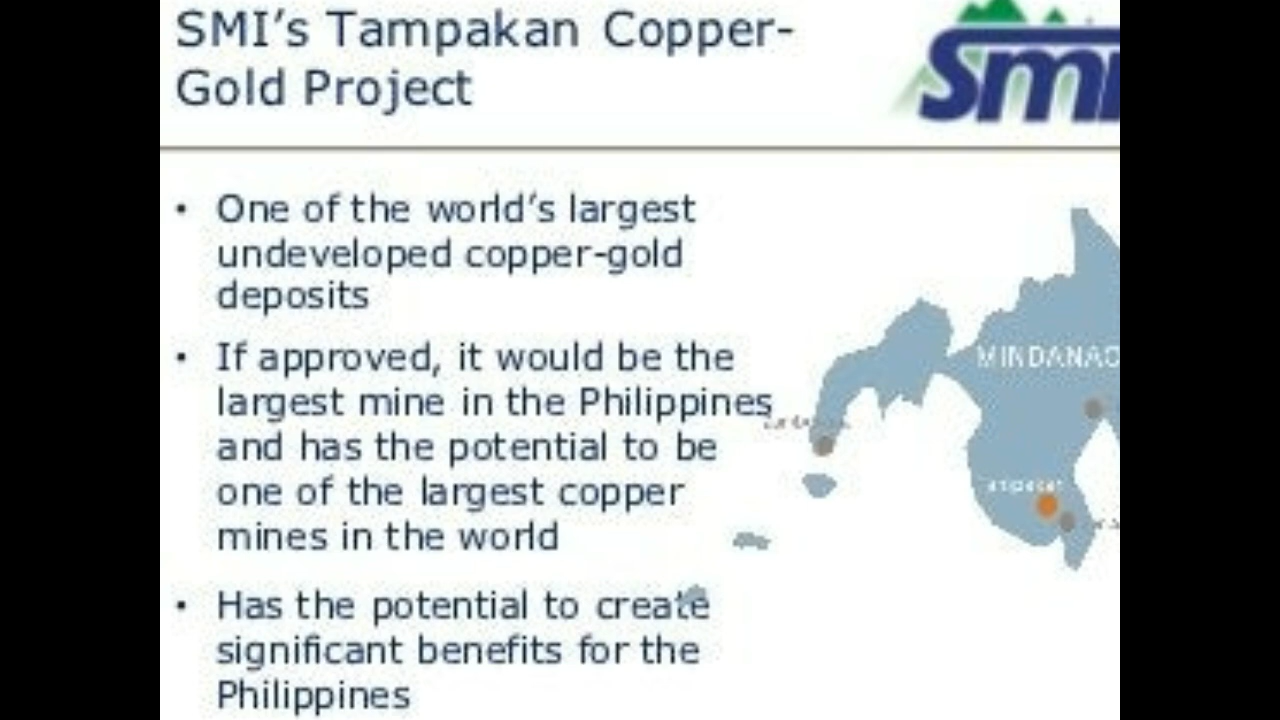 SMI's Tampakan Copper-
Gold Project
Smi
• One of the world's largest
undeveloped copper-gold
deposits
• If approved, it would be the
largest mine in the Philippines
and has the potential to be
one of the largest copper
mines in the world
• Has the potential to create
significant benefits for the
Philippines
MINDANAO